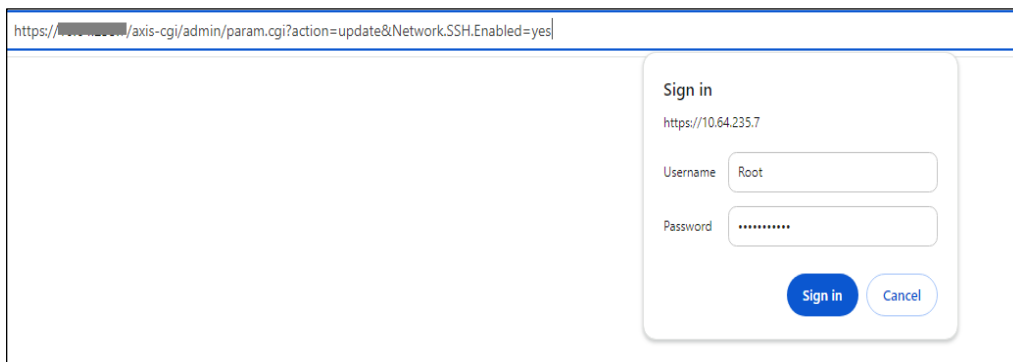 https:// /axis-cgi/admin/param.cgi?action=update&Network.SSH.Enabled=yes
Sign in
https://10.64.235.7
Username Root
Password •••••••••••
Sign in Cancel